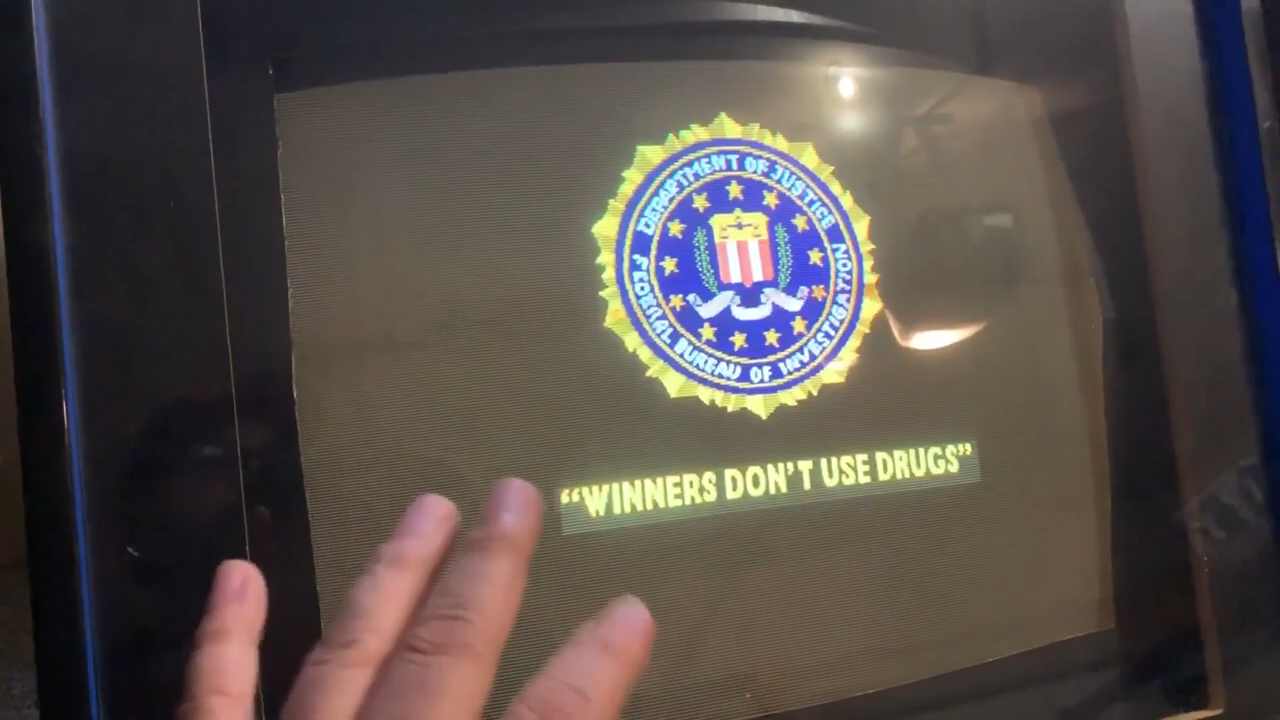 DEPARTMENT OF JUSTICE
FEDERAL BUREAU OF INVESTIGATION
“WINNERS DON'T USE DRUGS”